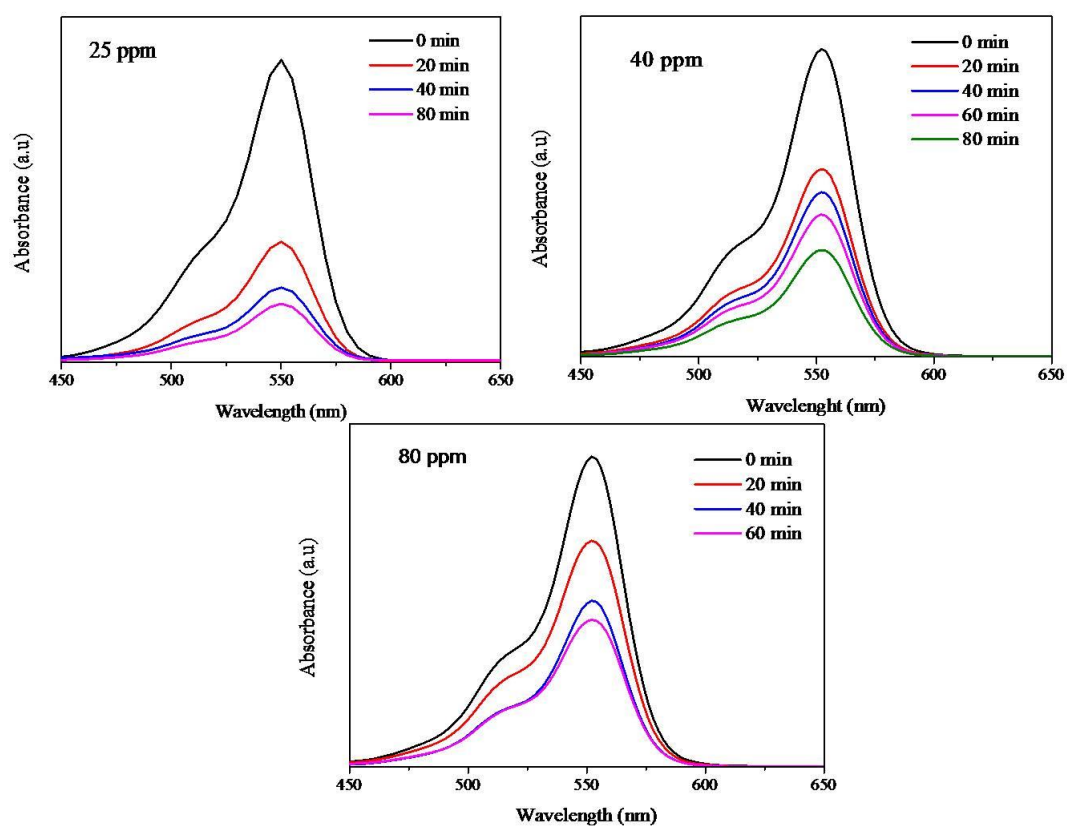 25 ppm
0 min
20 min
40 min
80 min
Absorbance (a.u)
450 500 550 600 650
Wavelength (nm)
40 ppm
0 min
20 min
40 min
60 min
80 min
Absorbance (a.u)
450 500 550 600 650
Wavelenght (nm)
80 ppm
0 min
20 min
40 min
60 min
Absorbance (a.u)
450 500 550 600 650
Wavelength (nm)